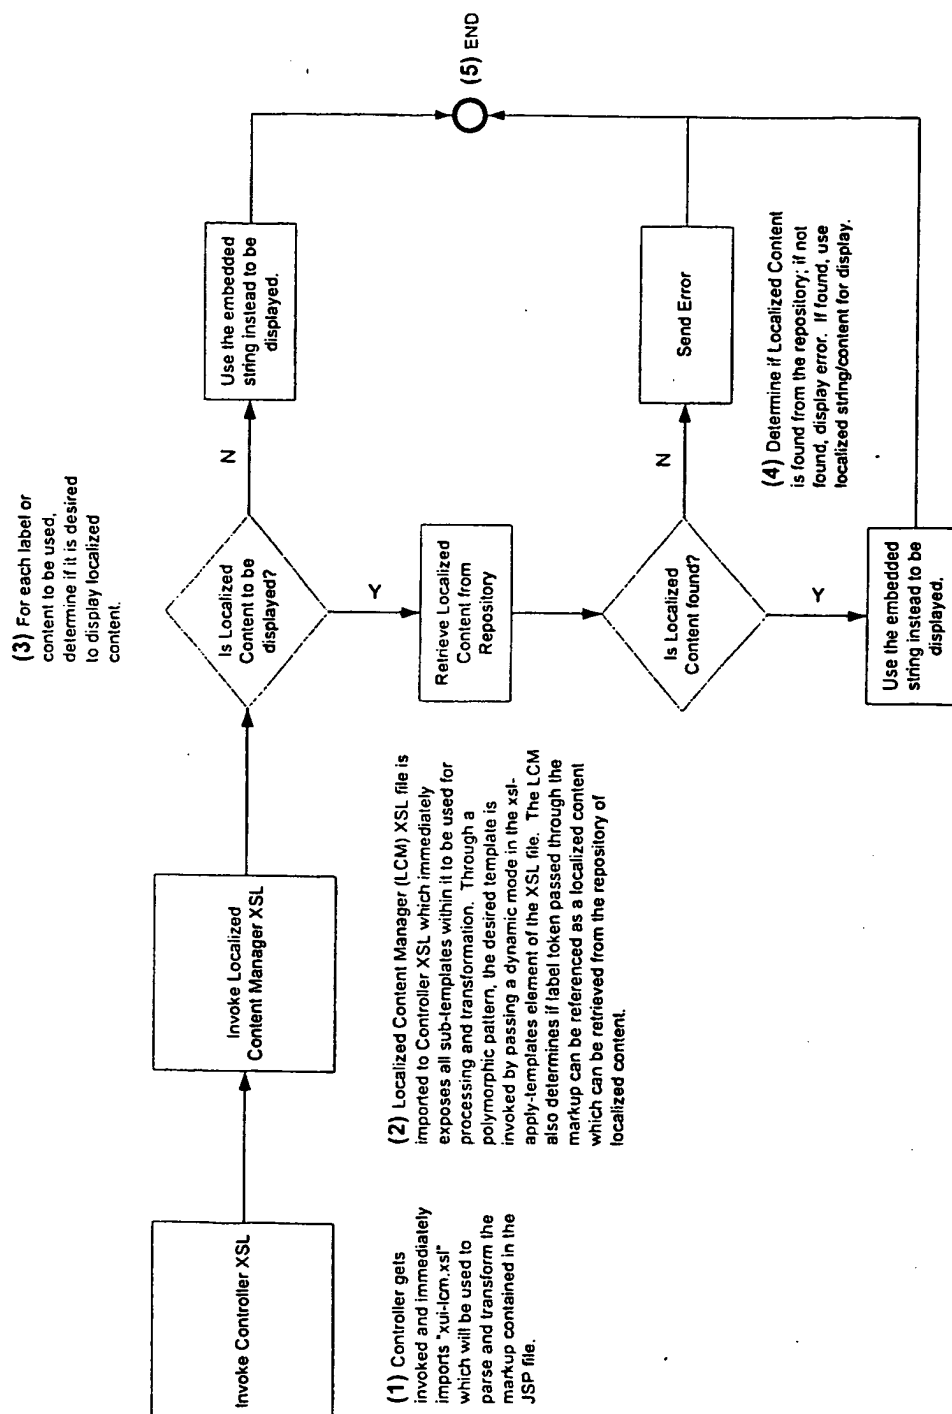 Invoke Controller XSL
(1) Controller gets
invoked and immediately
imports "xui-lcm.xsl"
which will be used to
parse and transform the
markup contained in the
JSP file.
Invoke Localized
Content Manager XSL
(2) Localized Content Manager (LCM) XSL file is
imported to Controller XSL which immediately
exposes all sub-templates within it to be used for
processing and transformation. Through a
polymorphic pattern, the desired template is
invoked by passing a dynamic mode in the xsl-
apply-templates element of the XSL file. The LCM
also determines if label token passed through the
markup can be referenced as a localized content
which can be retrieved from the repository of
localized content.
(3) For each label or
content to be used,
determine if it is desired
to display localized
content.
Is Localized
Content to be
displayed?
N
Use the embedded
string instead to be
displayed.
Y
Retrieve Localized
Content from
Repository
Is Localized
Content found?
N
Send Error
Y
Use the embedded
string instead to be
displayed.
(4) Determine if Localized Content
is found from the repository; if not
found, display error. If found, use
localized string/content for display.
(5) END